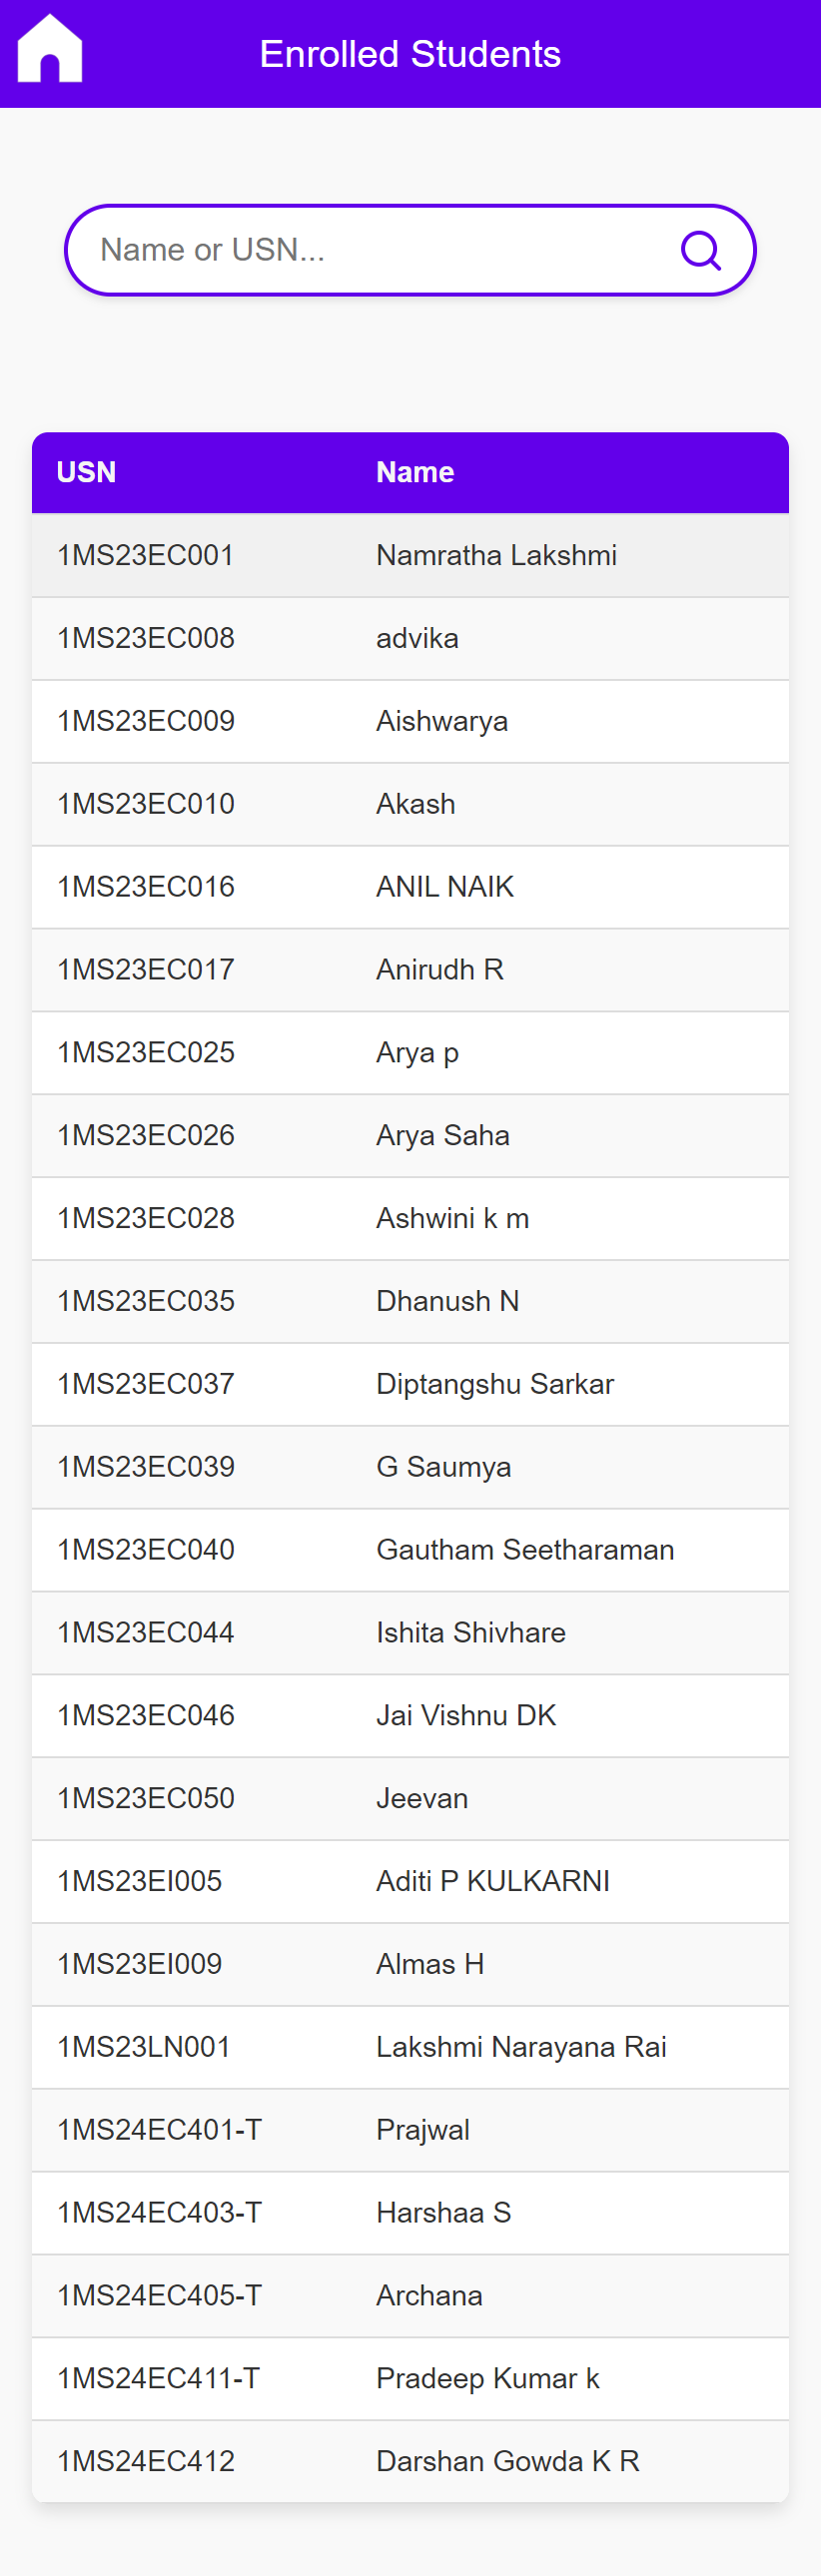 Enrolled Students
Name or USN...
USN Name
1MS23EC001 Namratha Lakshmi
1MS23EC008 advika
1MS23EC009 Aishwarya
1MS23EC010 Akash
1MS23EC016 ANIL NAIK
1MS23EC017 Anirudh R
1MS23EC025 Arya p
1MS23EC026 Arya Saha
1MS23EC028 Ashwini k m
1MS23EC035 Dhanush N
1MS23EC037 Diptangshu Sarkar
1MS23EC039 G Saumya
1MS23EC040 Gautham Seetharaman
1MS23EC044 Ishita Shivhare
1MS23EC046 Jai Vishnu DK
1MS23EC050 Jeevan
1MS23EI005 Aditi P KULKARNI
1MS23EI009 Almas H
1MS23LN001 Lakshmi Narayana Rai
1MS24EC401-T Prajwal
1MS24EC403-T Harshaa S
1MS24EC405-T Archana
1MS24EC411-T Pradeep Kumar k
1MS24EC412 Darshan Gowda K R